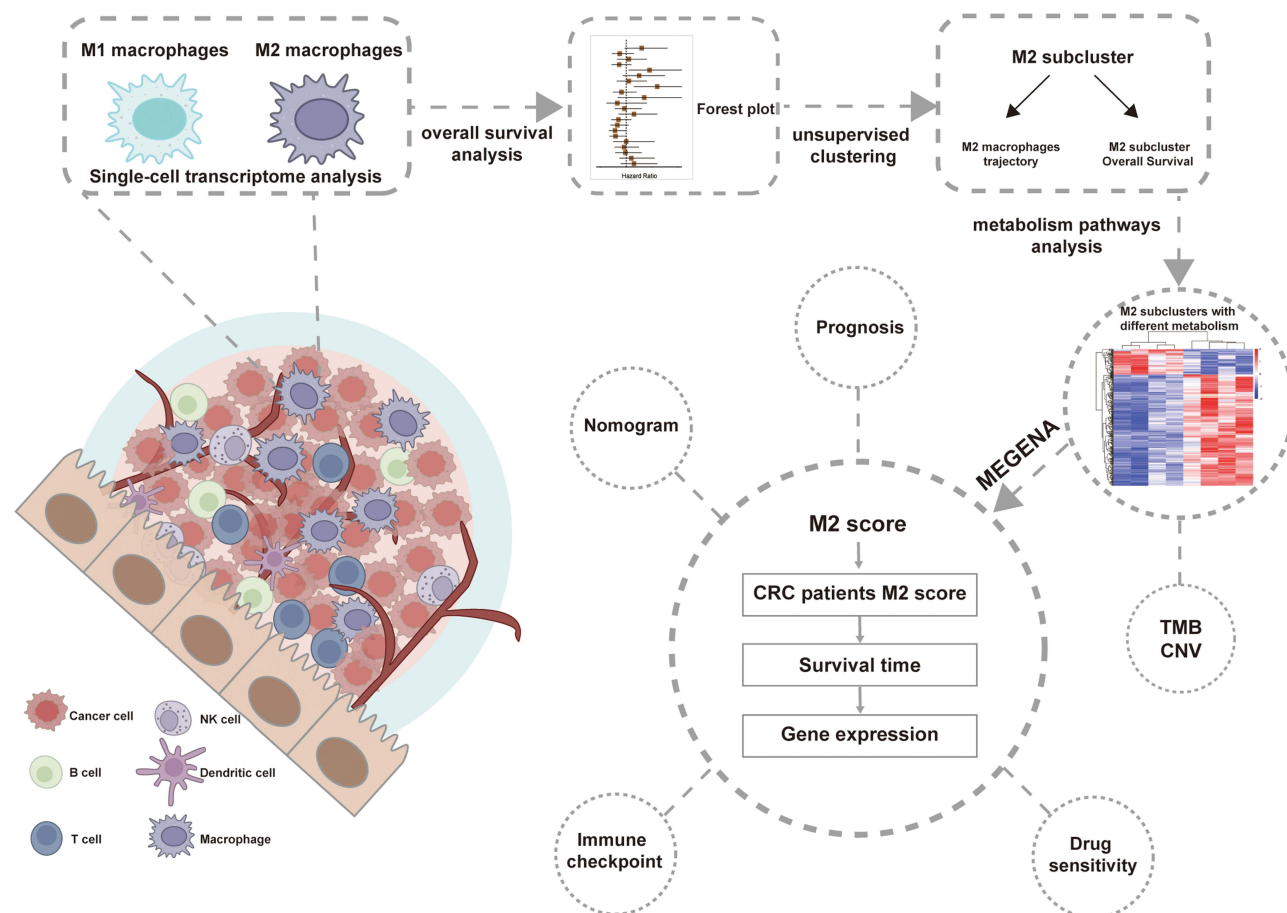 M1 macrophages
M2 macrophages
Single-cell transcriptome analysis
overall survival
analysis
Hazard Ratio
Forest plot
unsupervised
clustering
M2 subcluster
M2 macrophages
trajectory
M2 subcluster
Overall Survival
metabolism pathways
analysis
M2 subclusters with
different metabolism
MEGENA
TMB
CNV
Prognosis
Nomogram
M2 score
CRC patients M2 score
Survival time
Gene expression
Immune
checkpoint
Drug
sensitivity
Cancer cell
NK cell
B cell
Dendritic cell
T cell
Macrophage